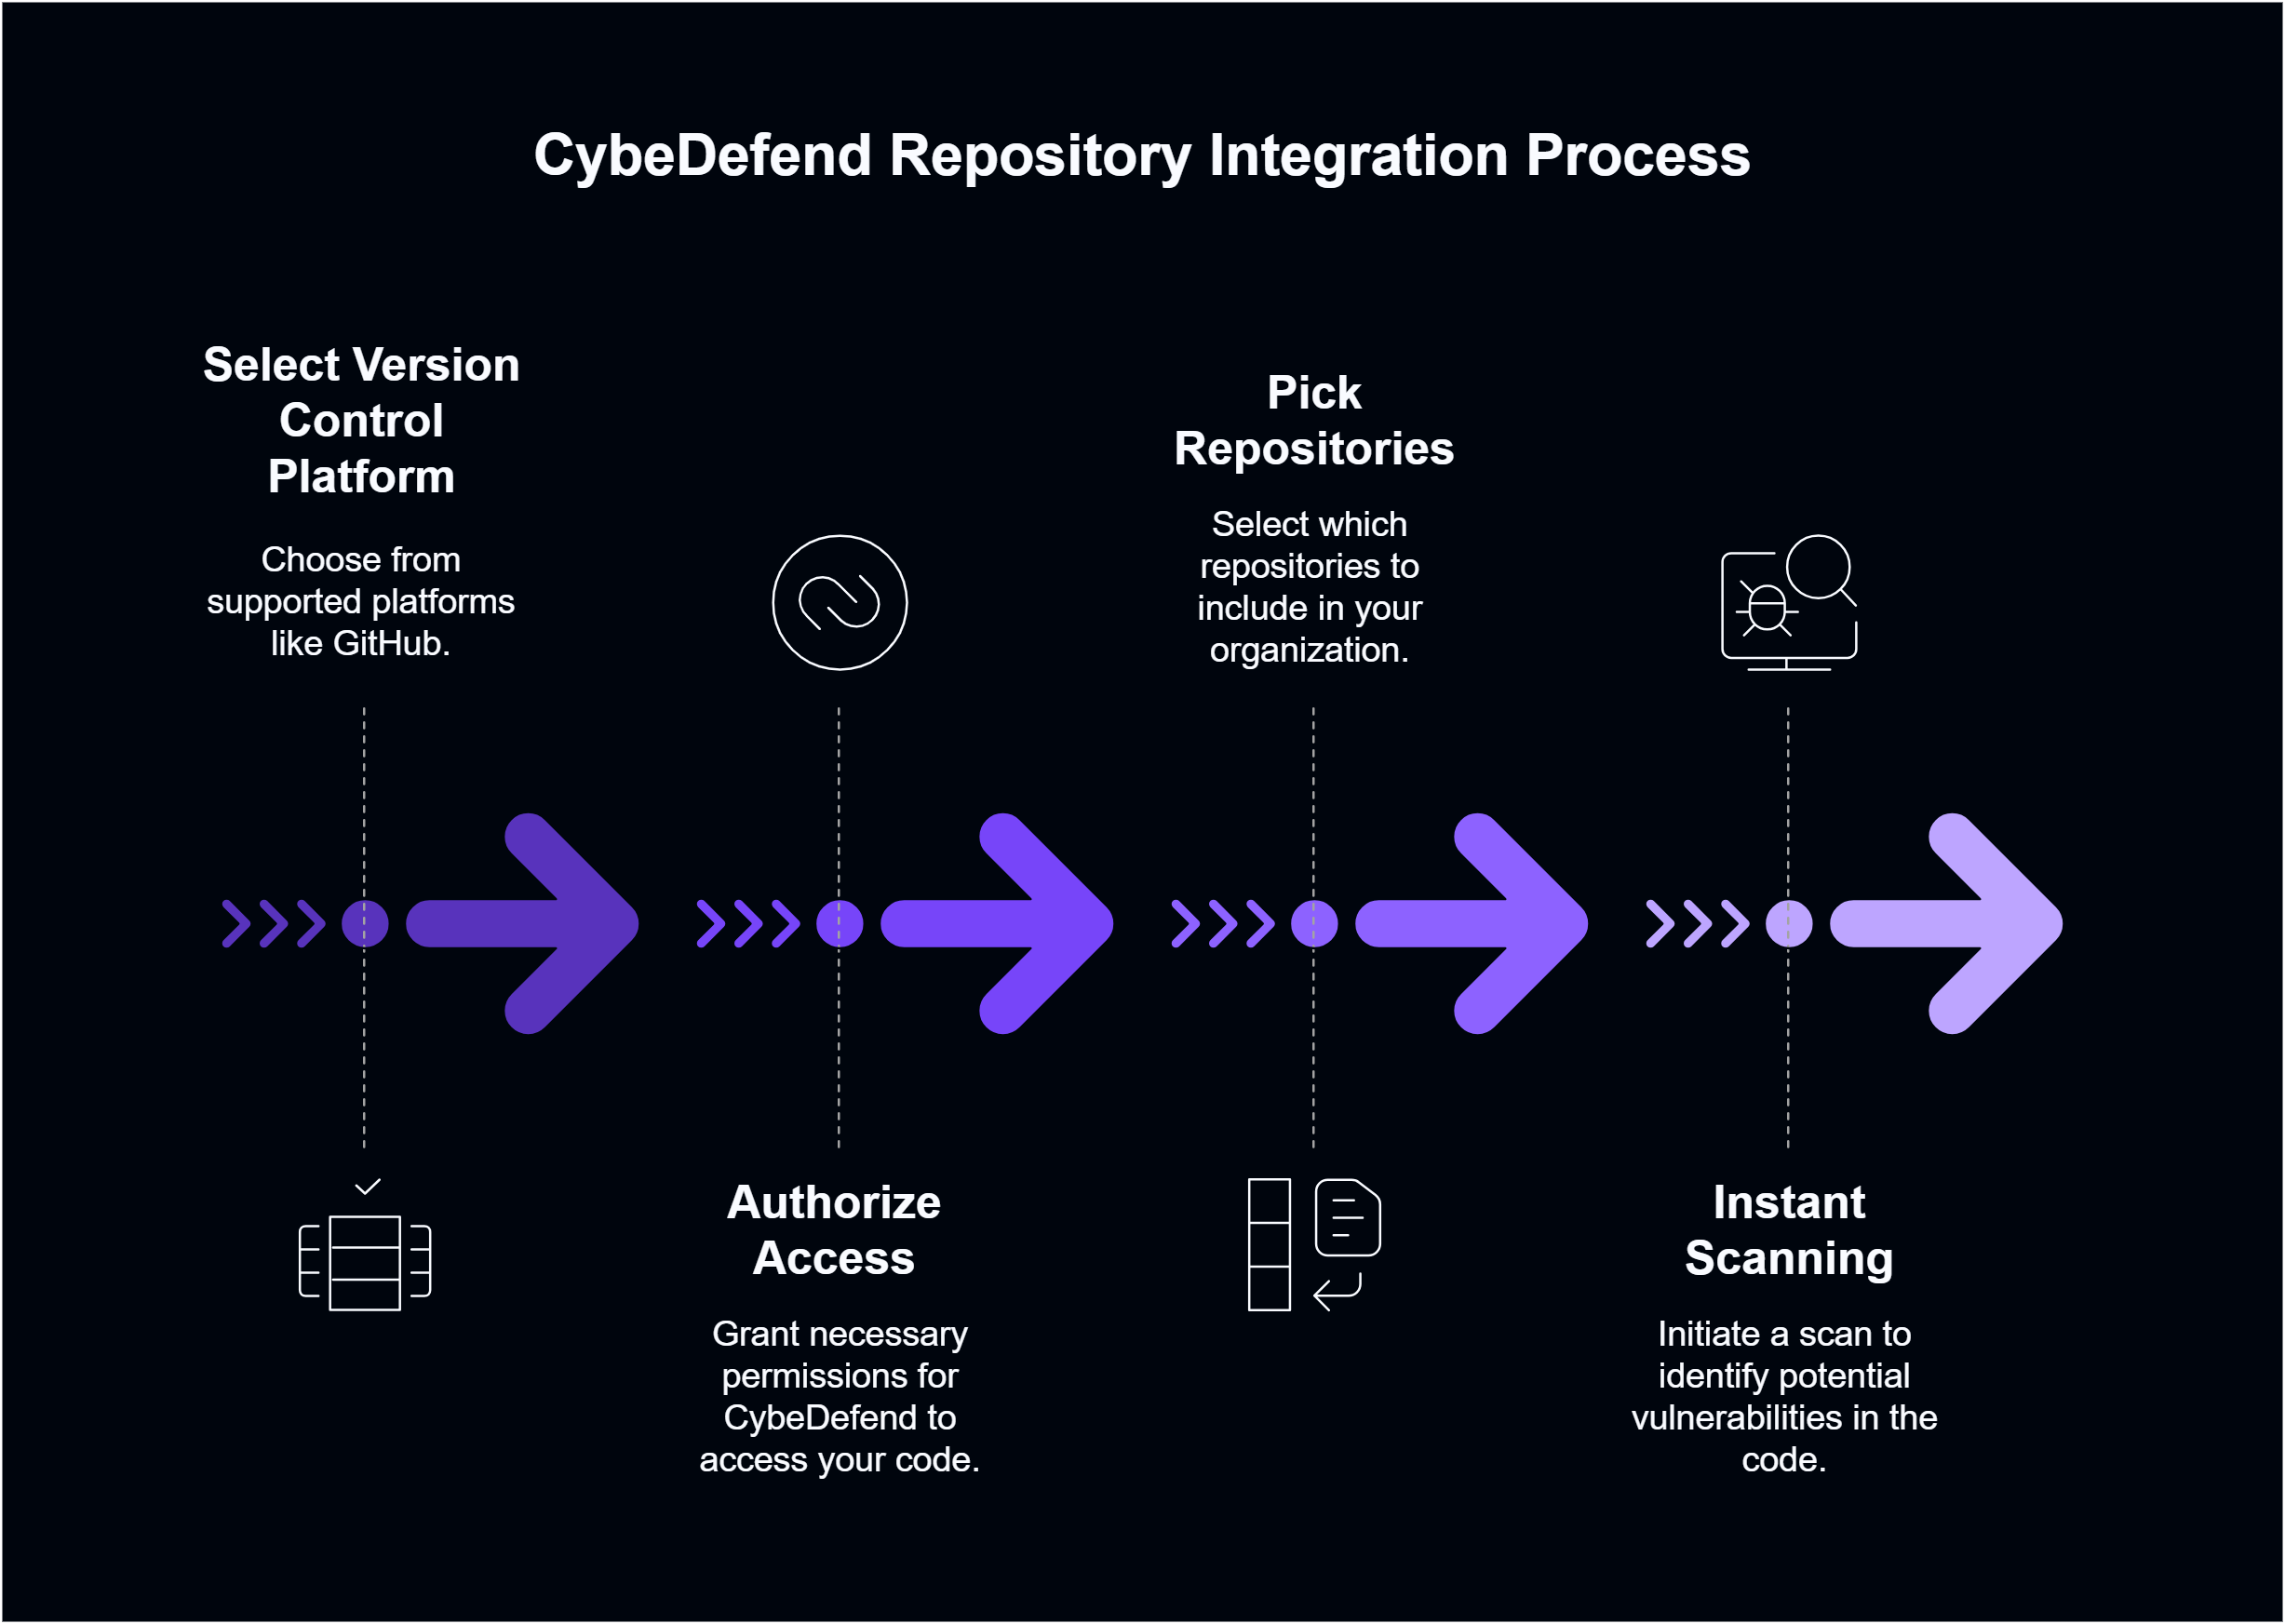 CybeDefend Repository Integration Process
Select Version
Control
Platform
Choose from
supported platforms
like GitHub.
Authorize
Access
Grant necessary
permissions for
CybeDefend to
access your code.
Pick
Repositories
Select which
repositories to
include in your
organization.
Instant
Scanning
Initiate a scan to
identify potential
vulnerabilities in the
code.